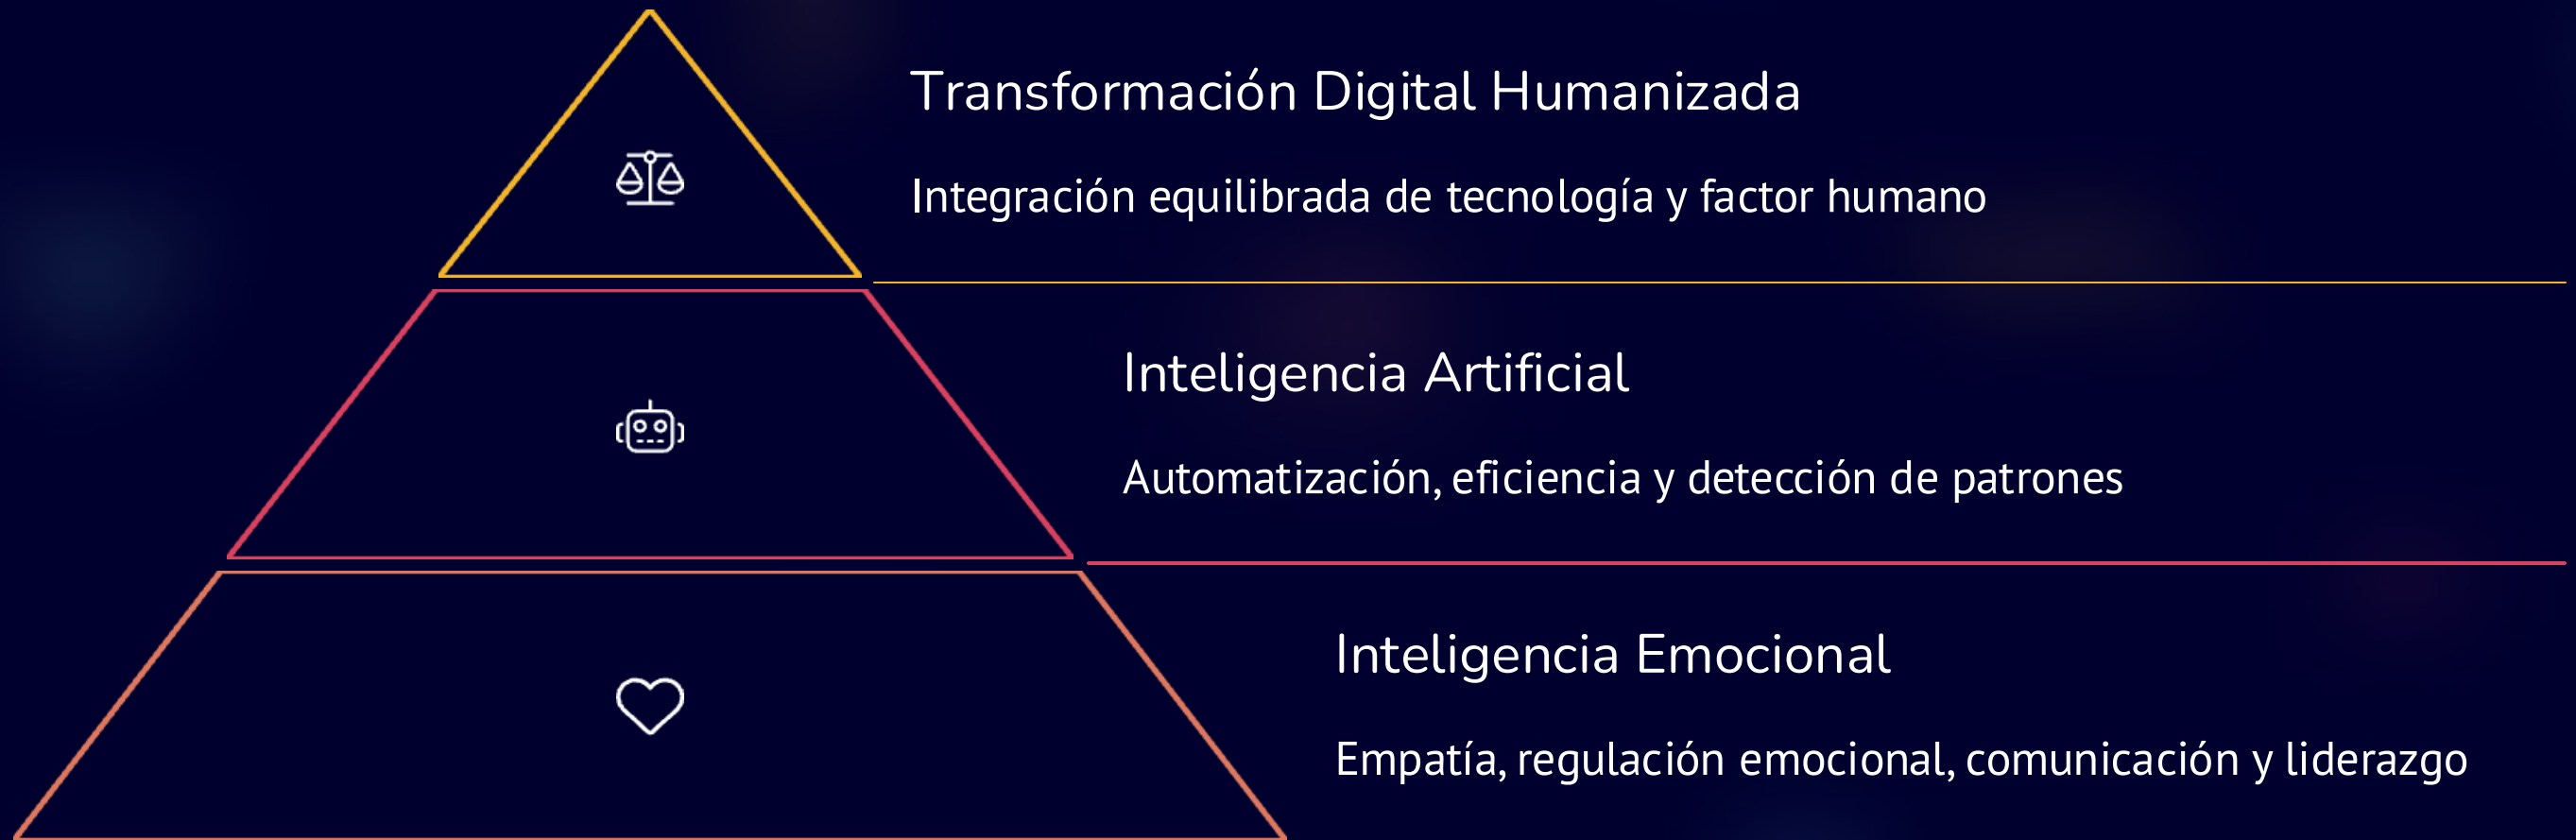 Transformación Digital Humanizada
Integración equilibrada de tecnología y factor humano
Inteligencia Artificial
Automatización, eficiencia y detección de patrones
Inteligencia Emocional
Empatía, regulación emocional, comunicación y liderazgo